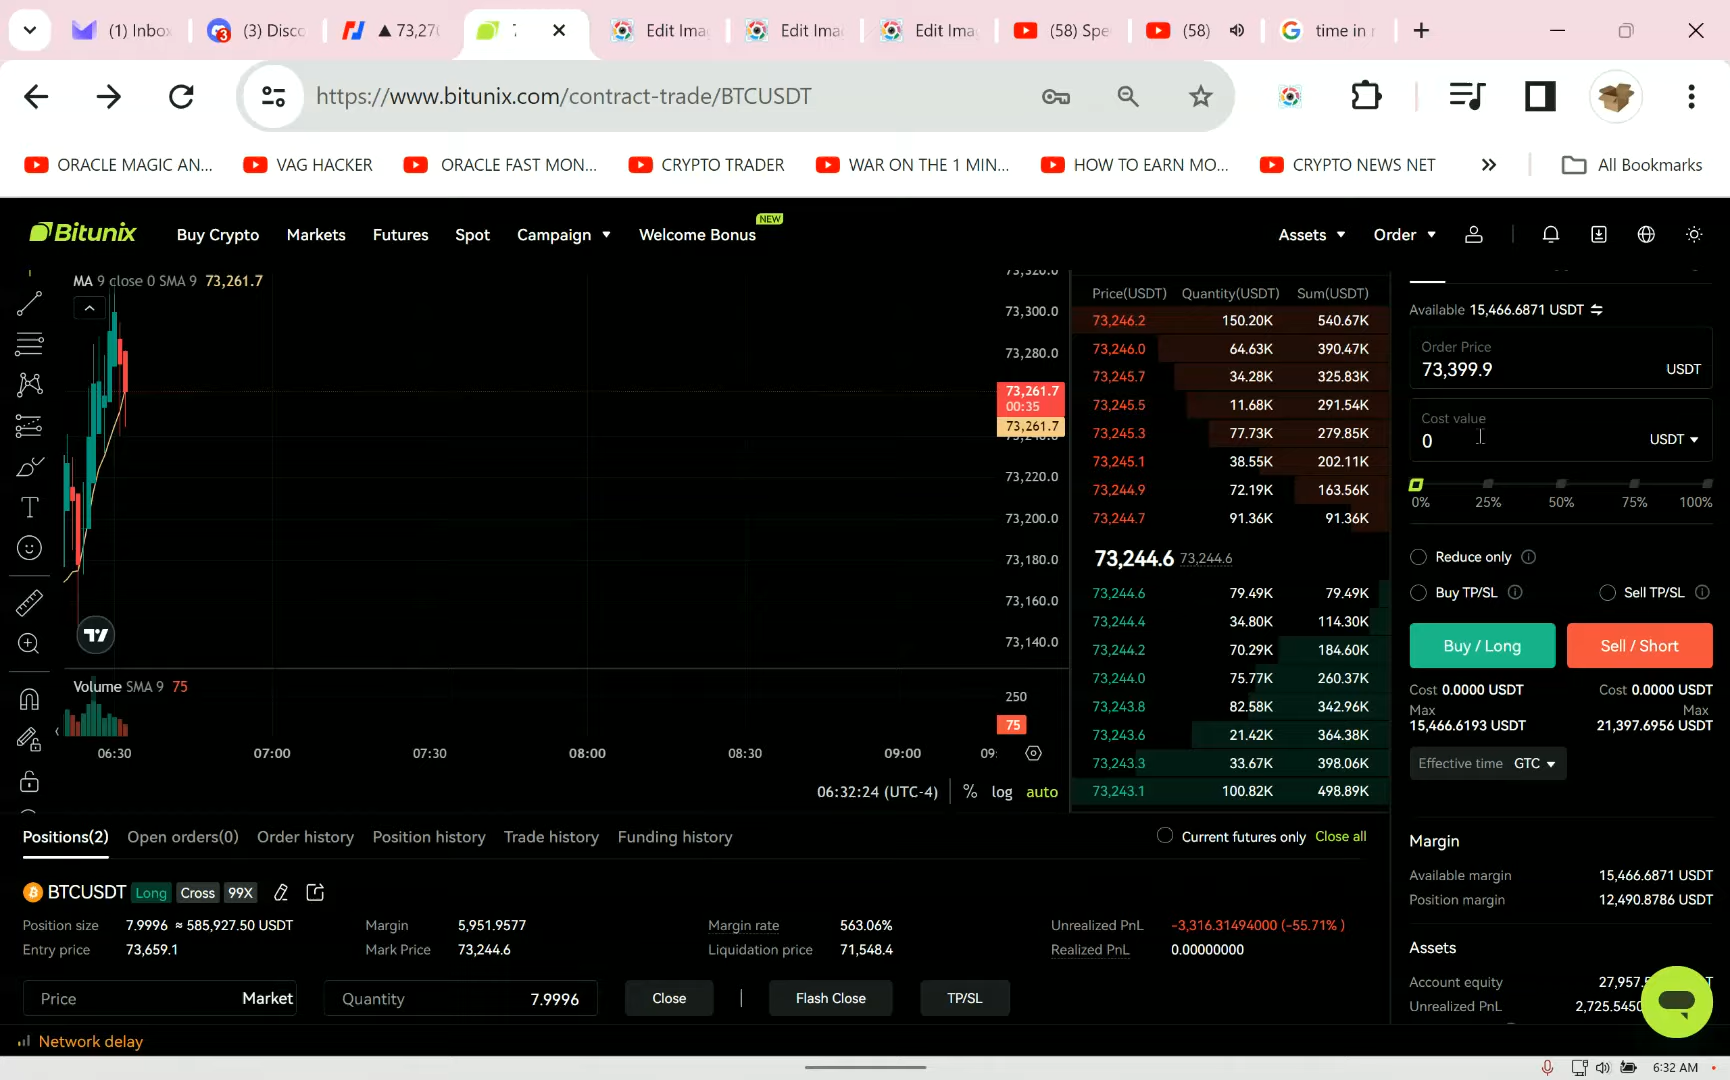 (1) Inbo
(3) Disco
▲ 73,27
7
Edit Ima
Edit Ima
Edit Ima
(58) Spe
(58)
time in
https://www.bitunix.com/contract-trade/BTCUSDT
ORACLE MAGIC AN...
VAG HACKER
ORACLE FAST MON...
CRYPTO TRADER
WAR ON THE 1 MIN...
HOW TO EARN MO...
CRYPTO NEWS NET
All Bookmarks
Bitunix
Buy Crypto
Markets
Futures
Spot
Campaign
Welcome Bonus
NEW
Assets
Order
MA 9 close 0 SMA 9 73,261.7
73,320.0
73,300.0
73,280.0
73,261.7
00:35
73,261.7
73,220.0
73,200.0
73,180.0
73,160.0
73,140.0
Volume SMA 9 75
250
75
06:30
07:00
07:30
08:00
08:30
09:00
09:
06:32:24 (UTC-4)
%
log
auto
Price(USDT) Quantity(USDT) Sum(USDT)
73,246.2 150.20K 540.67K
73,246.0 64.63K 390.47K
73,245.7 34.28K 325.83K
73,245.5 11.68K 291.54K
73,245.3 77.73K 279.85K
73,245.1 38.55K 202.11K
73,244.9 72.19K 163.56K
73,244.7 91.36K 91.36K
73,244.6 73,244.6
73,244.6 79.49K 79.49K
73,244.4 34.80K 114.30K
73,244.2 70.29K 184.60K
73,244.0 75.77K 260.37K
73,243.8 82.58K 342.96K
73,243.6 21.42K 364.38K
73,243.3 33.67K 398.06K
73,243.1 100.82K 498.89K
Available 15,466.6871 USDT
Order Price
73,399.9 USDT
Cost value
0 USDT
0% 25% 50% 75% 100%
Reduce only
Buy TP/SL
Sell TP/SL
Buy / Long
Sell / Short
Cost 0.0000 USDT
Cost 0.0000 USDT
Max
Max
15,466.6193 USDT
21,397.6956 USDT
Effective time GTC
Margin
Available margin 15,466.6871 USDT
Position margin 12,490.8786 USDT
Assets
Account equity 27,957.
Unrealized PnL 2,725.545
Positions(2)
Open orders(0)
Order history
Position history
Trade history
Funding history
Current futures only
Close all
BTCUSDT Long Cross 99X
Position size 7.9996 ≈ 585,927.50 USDT
Margin 5,951.9577
Margin rate 563.06%
Unrealized PnL -3,316.31494000 (-55.71% )
Entry price 73,659.1
Mark Price 73,244.6
Liquidation price 71,548.4
Realized PnL 0.00000000
Price Market
Quantity 7.9996
Close
Flash Close
TP/SL
Network delay
6:32 AM